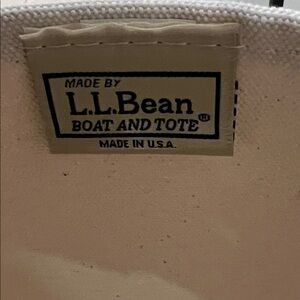 MADE BY
L.L.Bean
BOAT AND TOTE®
MADE IN U.S.A.